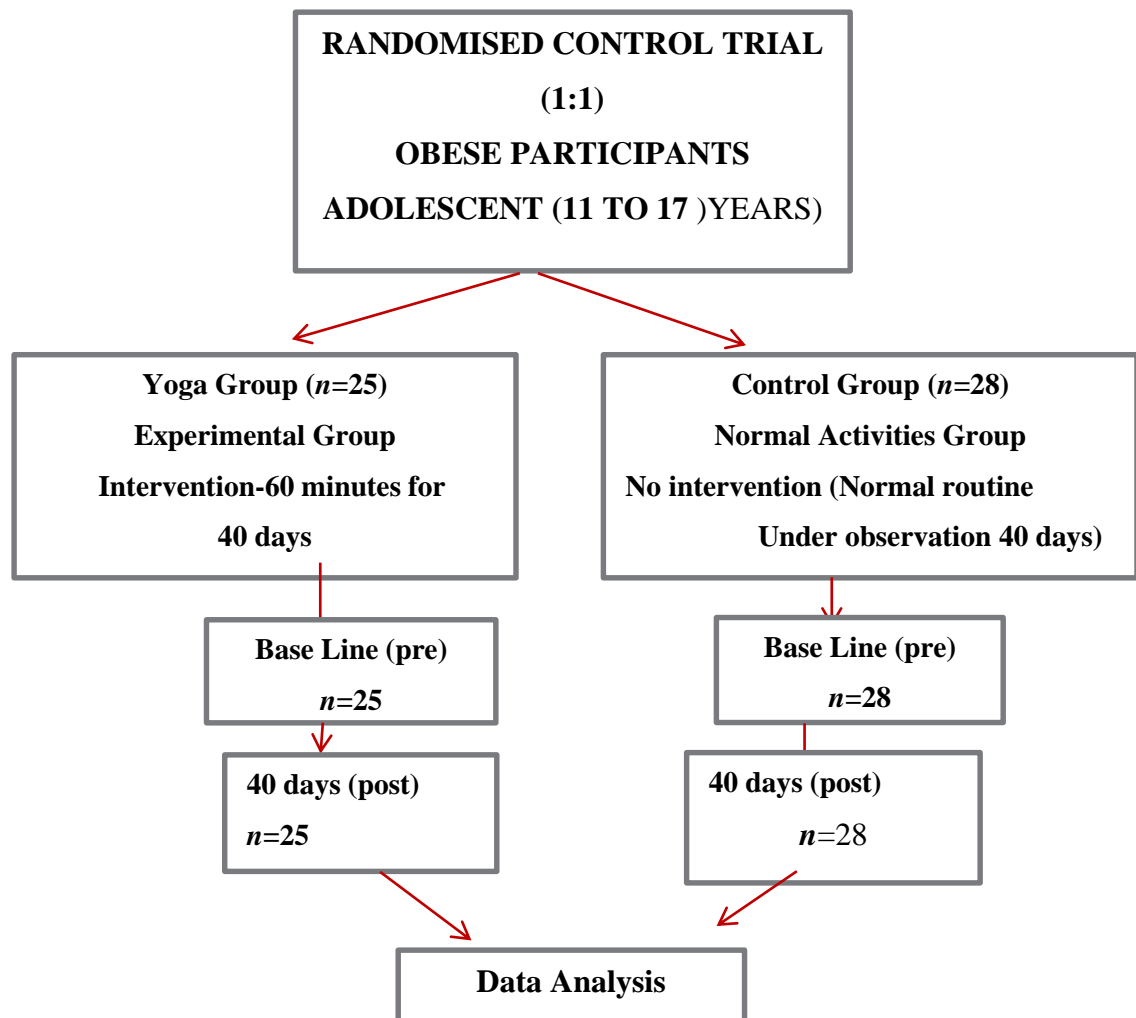 RANDOMISED CONTROL TRIAL
(1:1)
OBESE PARTICIPANTS
ADOLESCENT (11 TO 17 )YEARS)
Yoga Group (n=25)
Experimental Group
Intervention-60 minutes for
40 days
Control Group (n=28)
Normal Activities Group
No intervention (Normal routine
Under observation 40 days)
Base Line (pre)
n=25
Base Line (pre)
n=28
40 days (post)
n=25
40 days (post)
n=28
Data Analysis